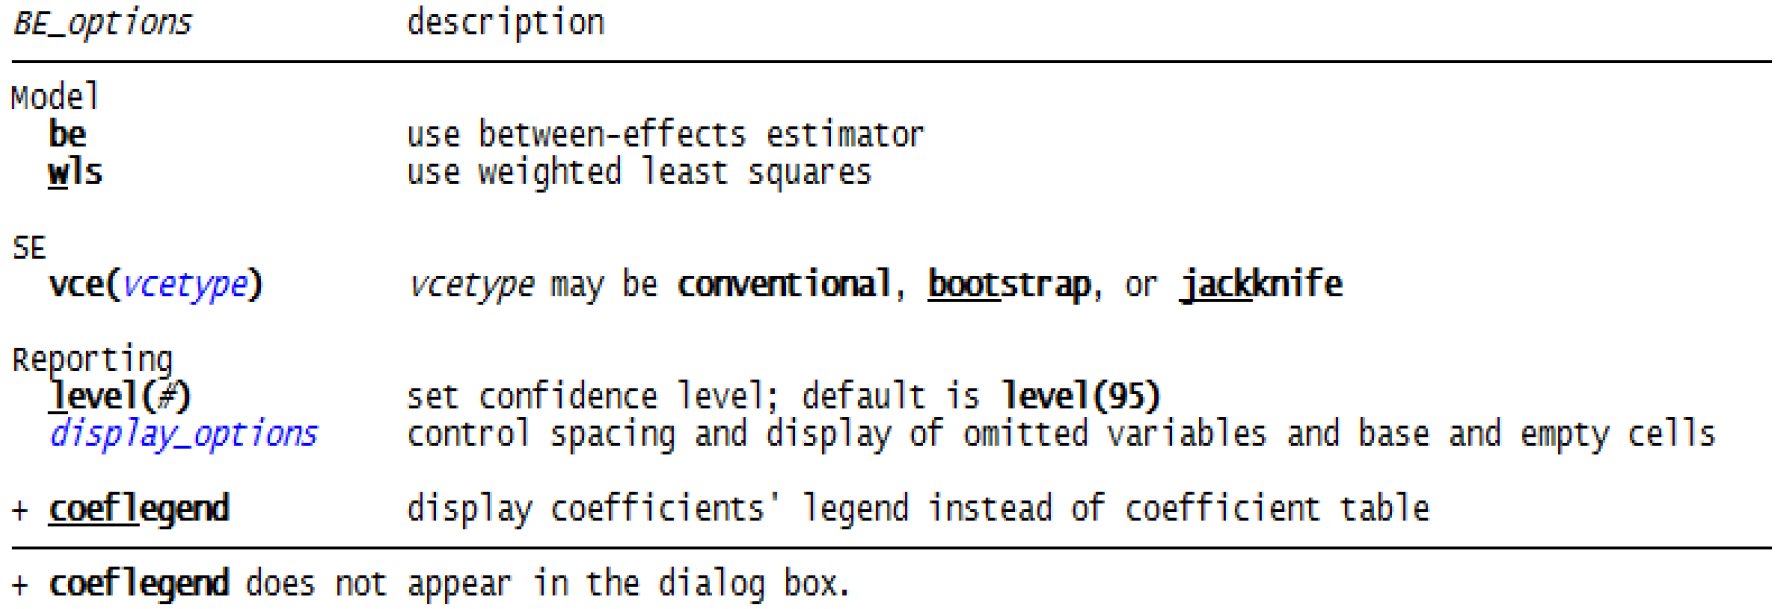 BE_options description
Model
be use between-effects estimator
wls use weighted least squares
SE
vce(vcetype) vcetype may be conventional, bootstrap, or jackknife
Reporting
level(#) set confidence level; default is level(95)
display_options control spacing and display of omitted variables and base and empty cells
+ coeflegend display coefficients' legend instead of coefficient table
+ coeflegend does not appear in the dialog box.